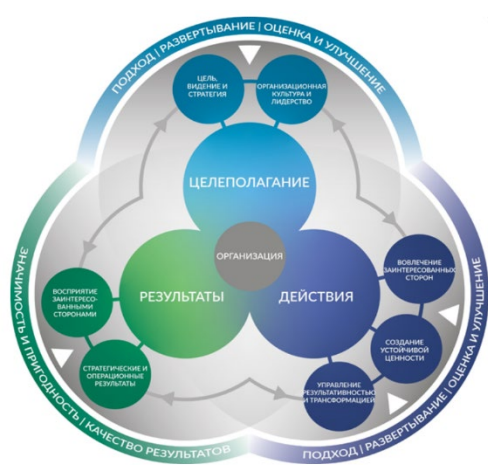 ПОДХОД | РАЗВЕРТЫВАНИЕ | ОЦЕНКА И УЛУЧШЕНИЕ
ЦЕЛЬ,
ВИДЕНИЕ И
СТРАТЕГИЯ
ОРГАНИЗАЦИОННАЯ
КУЛЬТУРА И
ЛИДЕРСТВО
ЦЕЛЕПОЛАГАНИЕ
ОРГАНИЗАЦИЯ
РЕЗУЛЬТАТЫ
ДЕЙСТВИЯ
ВОСПРИЯТИЕ
ЗАИНТЕРЕСО-
ВАННЫМИ
СТОРОНАМИ
СТРАТЕГИЧЕСКИЕ И
ОПЕРАЦИОННЫЕ
РЕЗУЛЬТАТЫ
ВОВЛЕЧЕНИЕ
ЗАИНТЕРЕСОВАННЫХ
СТОРОН
СОЗДАНИЕ
УСТОЙЧИВОЙ
ЦЕННОСТИ
УПРАВЛЕНИЕ
РЕЗУЛЬТАТИВНОСТЬЮ
И ТРАНСФОРМАЦИЕЙ
ЗНАЧИМОСТЬ И ПРИГОДНОСТЬ | КАЧЕСТВО РЕЗУЛЬТАТОВ
ПОДХОД | РАЗВЕРТЫВАНИЕ | ОЦЕНКА И УЛУЧШЕНИЕ